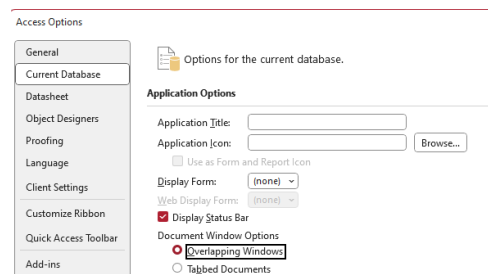 Access Options
General
Current Database
Datasheet
Object Designers
Proofing
Language
Client Settings
Customize Ribbon
Quick Access Toolbar
Add-ins
Options for the current database.
Application Options
Application Title:
Application Icon:
Browse...
Use as Form and Report Icon
Display Form:
(none)
Web Display Form:
(none)
Display Status Bar
Document Window Options
Overlapping Windows
Tabbed Documents